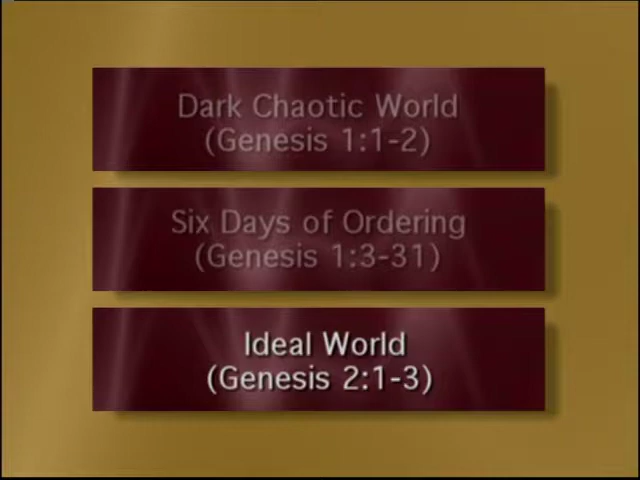 Dark Chaotic World
(Genesis 1:1-2)
Six Days of Ordering
(Genesis 1:3-31)
Ideal World
(Genesis 2:1-3)